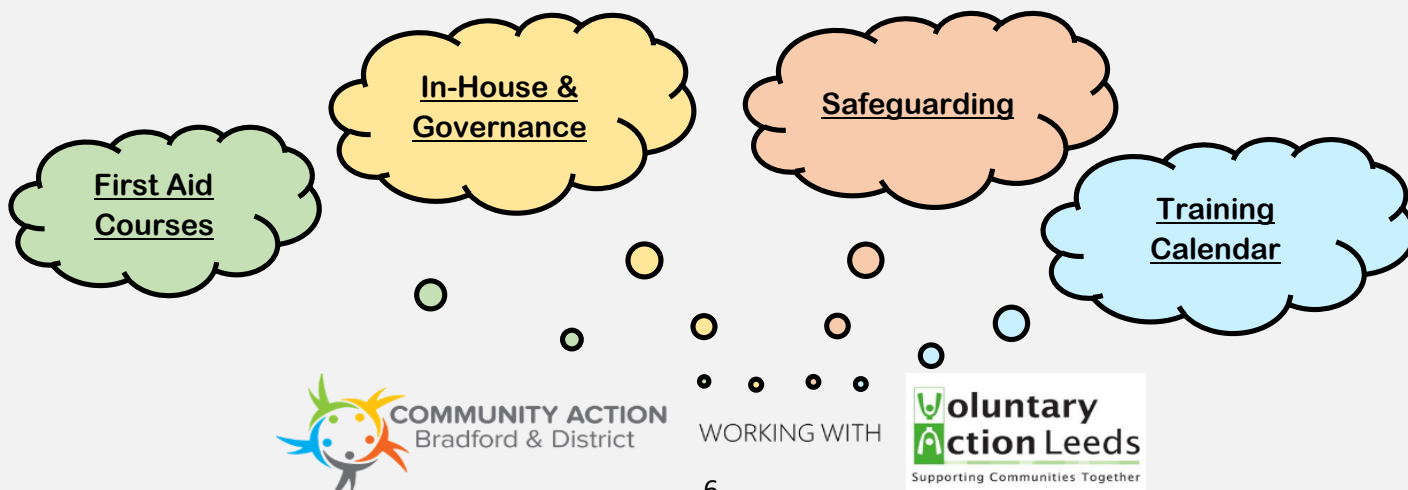 In-House &
Governance
Safeguarding
First Aid
Courses
Training
Calendar
COMMUNITY ACTION
Bradford & District
WORKING WITH
Voluntary
Action Leeds
Supporting Communities Together
6